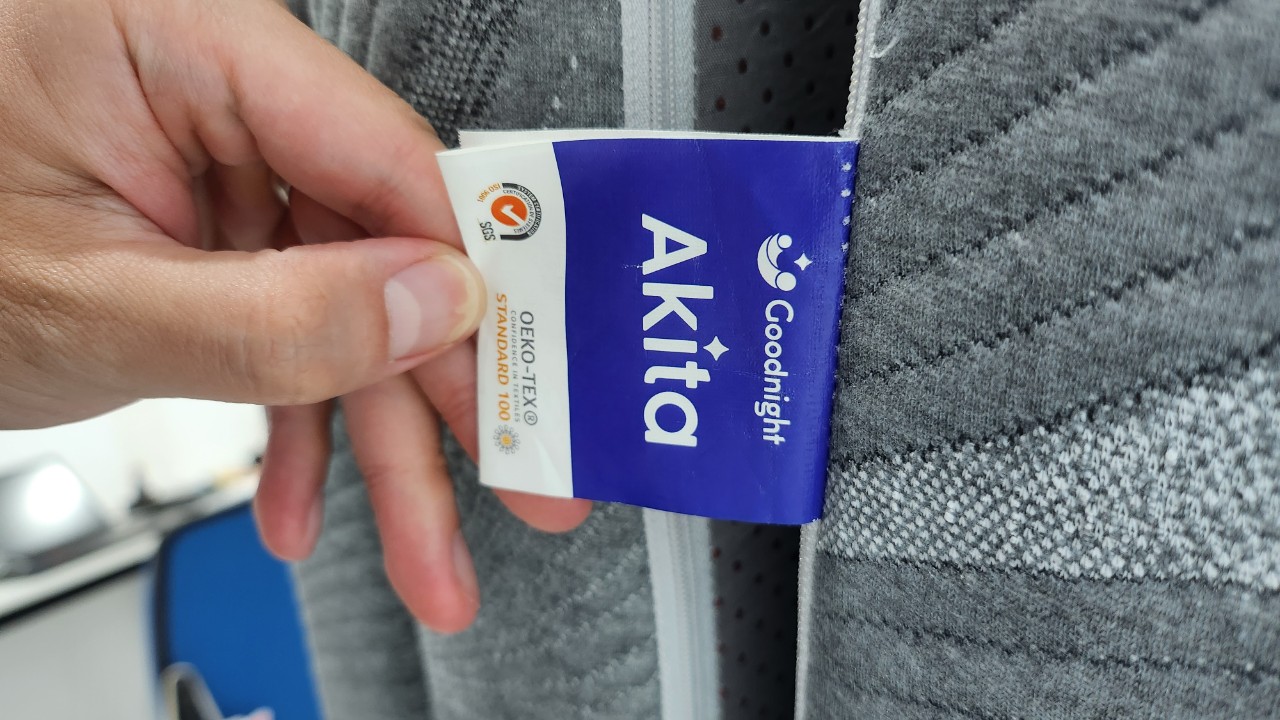 Goodnight
Akita
OEKO-TEX®
CONFIDENCE IN TEXTILES
STANDARD 100
SGS